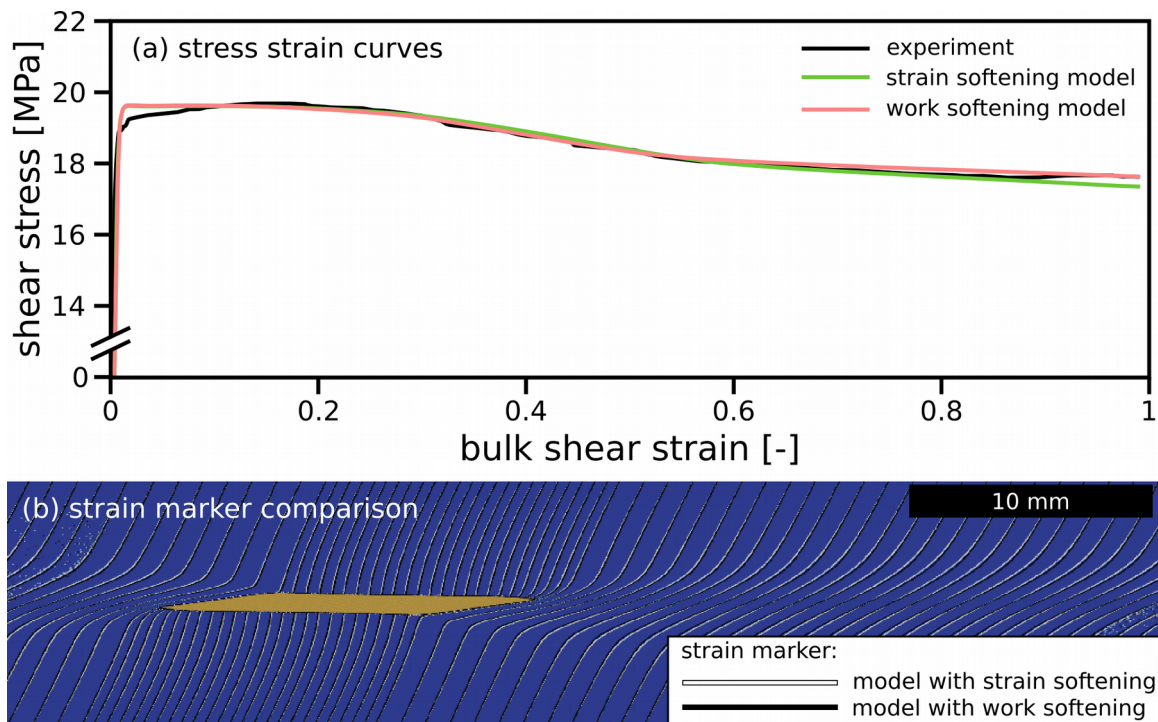 (a) stress strain curves
experiment
strain softening model
work softening model
shear stress [MPa]
22
20
18
16
14
0
0 0.2 0.4 0.6 0.8 1
bulk shear strain [-]
(b) strain marker comparison
10 mm
strain marker:
model with strain softening
model with work softening